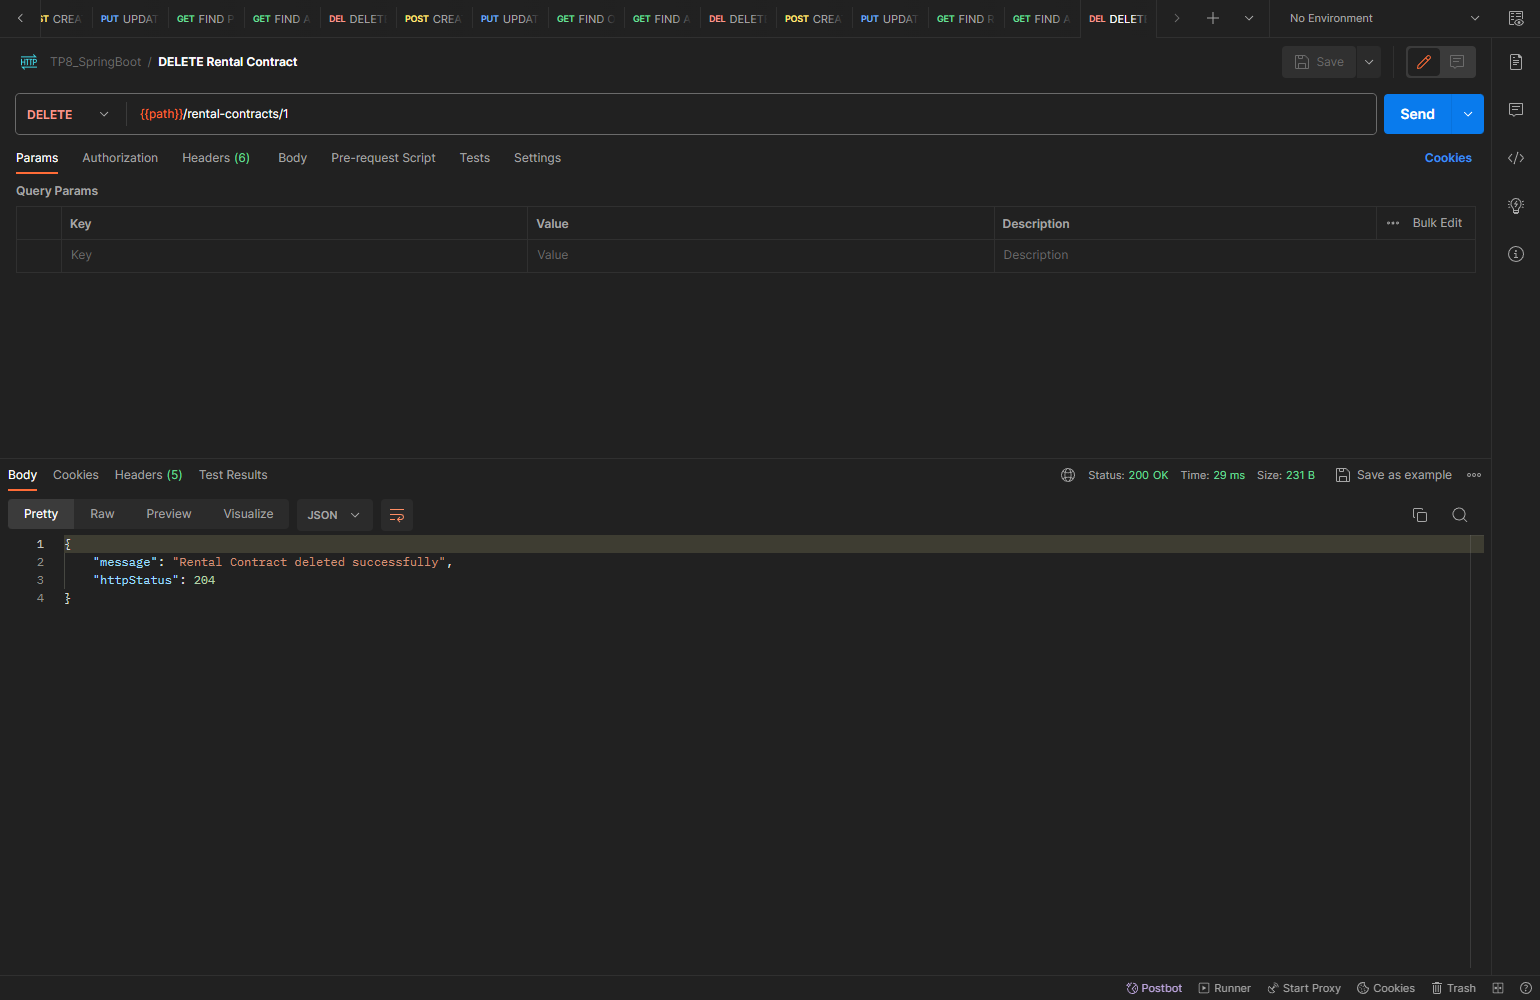 ST CREA PUT UPDAT GET FIND P GET FIND A DEL DELET POST CREA PUT UPDAT GET FIND C GET FIND A DEL DELET POST CREA PUT UPDAT GET FIND R GET FIND A DEL DELET No Environment
HTTP TP8_SpringBoot / DELETE Rental Contract Save
DELETE {{path}}/rental-contracts/1 Send
Params Authorization Headers (6) Body Pre-request Script Tests Settings Cookies
Query Params
Key Value Description Bulk Edit
Key Value Description
Body Cookies Headers (5) Test Results Status: 200 OK Time: 29 ms Size: 231 B Save as example
Pretty Raw Preview Visualize JSON
1 {
2 "message": "Rental Contract deleted successfully",
3 "httpStatus": 204
4 }
Postbot Runner Start Proxy Cookies Trash